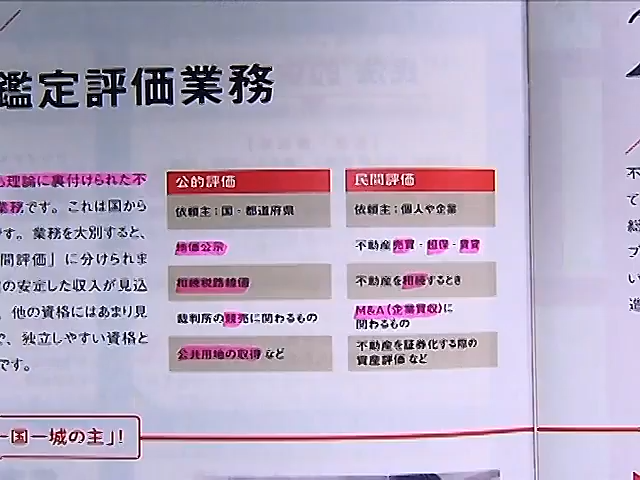 鑑定評価業務
理論に裏付けられた不
業務です。これは国から
す。業務を大別すると、
間評価」に分けられま
の安定した収入が見込
、他の資格にはあまり見
で、独立しやすい資格と
です。
公的評価
依頼主：国・都道府県
地価公示
相続税路線価
裁判所の競売に関わるもの
公共用地の取得 など
民間評価
依頼主：個人や企業
不動産売買・担保・賃貸
不動産を相続するとき
M&A（企業買収）に
関わるもの
不動産を証券化する際の
資産評価 など
一国一城の主」！